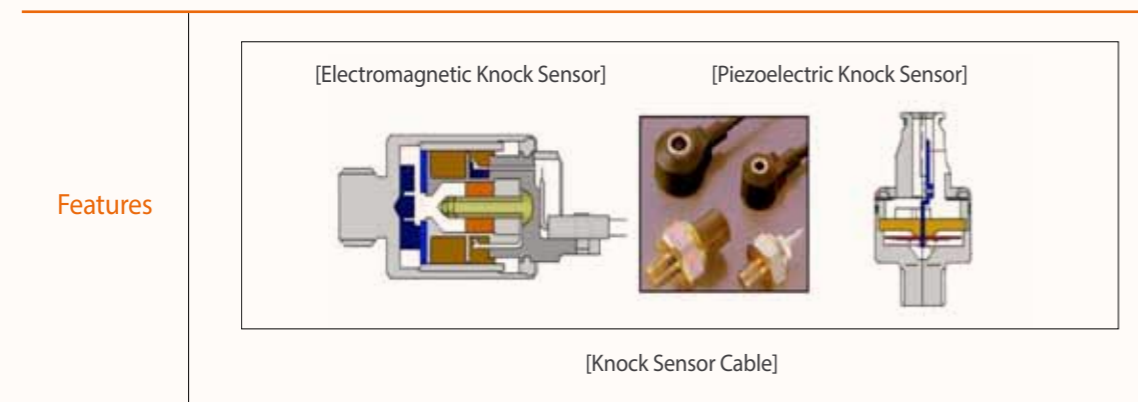 [Electromagnetic Knock Sensor]
[Piezoelectric Knock Sensor]
Features
[Knock Sensor Cable]